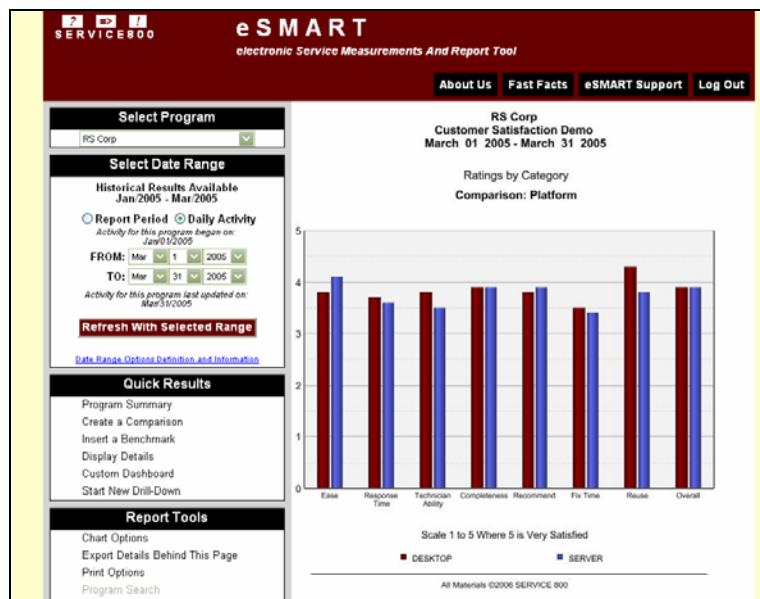 ? => !
SERVICE800
eSMART
electronic Service Measurements And Report Tool
About Us Fast Facts eSMART Support Log Out
Select Program
RS Corp
Select Date Range
Historical Results Available
Jan/2005 - Mar/2005
Report Period Daily Activity
Activity for this program began on:
Jan/01/2005
FROM: Mar 1 2005
TO: Mar 31 2005
Activity for this program last updated on:
Mar/31/2005
Refresh With Selected Range
Date Range Options Definition and Information
Quick Results
Program Summary
Create a Comparison
Insert a Benchmark
Display Details
Custom Dashboard
Start New Drill-Down
Report Tools
Chart Options
Export Details Behind This Page
Print Options
Program Search
RS Corp
Customer Satisfaction Demo
March 01 2005 - March 31 2005
Ratings by Category
Comparison: Platform
5
4
3
2
1
0
Ease Response Time Technician Ability Completeness Recommend Fix Time Reuse Overall
Scale 1 to 5 Where 5 is Very Satisfied
DESKTOP SERVER
All Materials ©2006 SERVICE 800